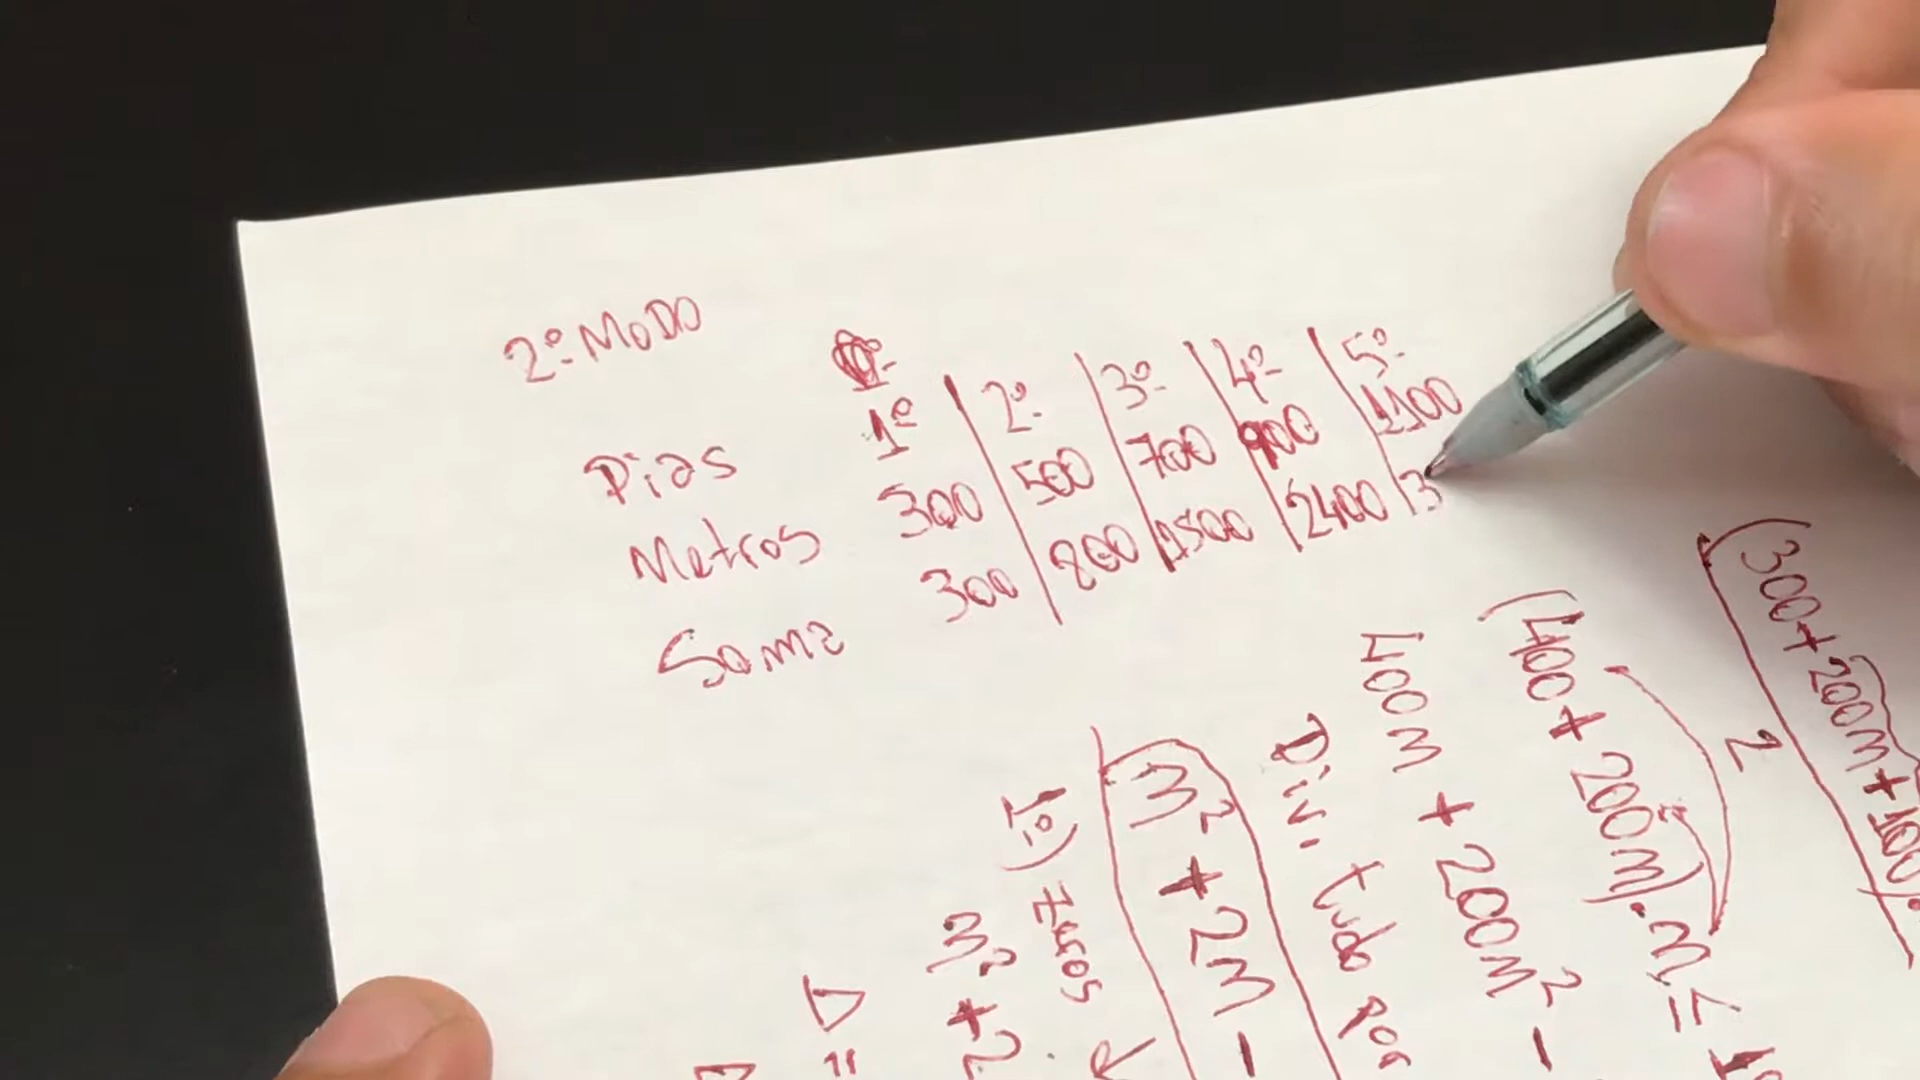 2º MODO
Dias 1º 2º 3º 4º 5º
Metros 300 500 700 900 1100
Soma 300 800 1500 2400 3
(300+200M+100).
2
(400+200M).M ≤ 1
400M + 200M² -
Div. tudo por
M² + 2M -
1º) Zeros
M² + 2
Δ =